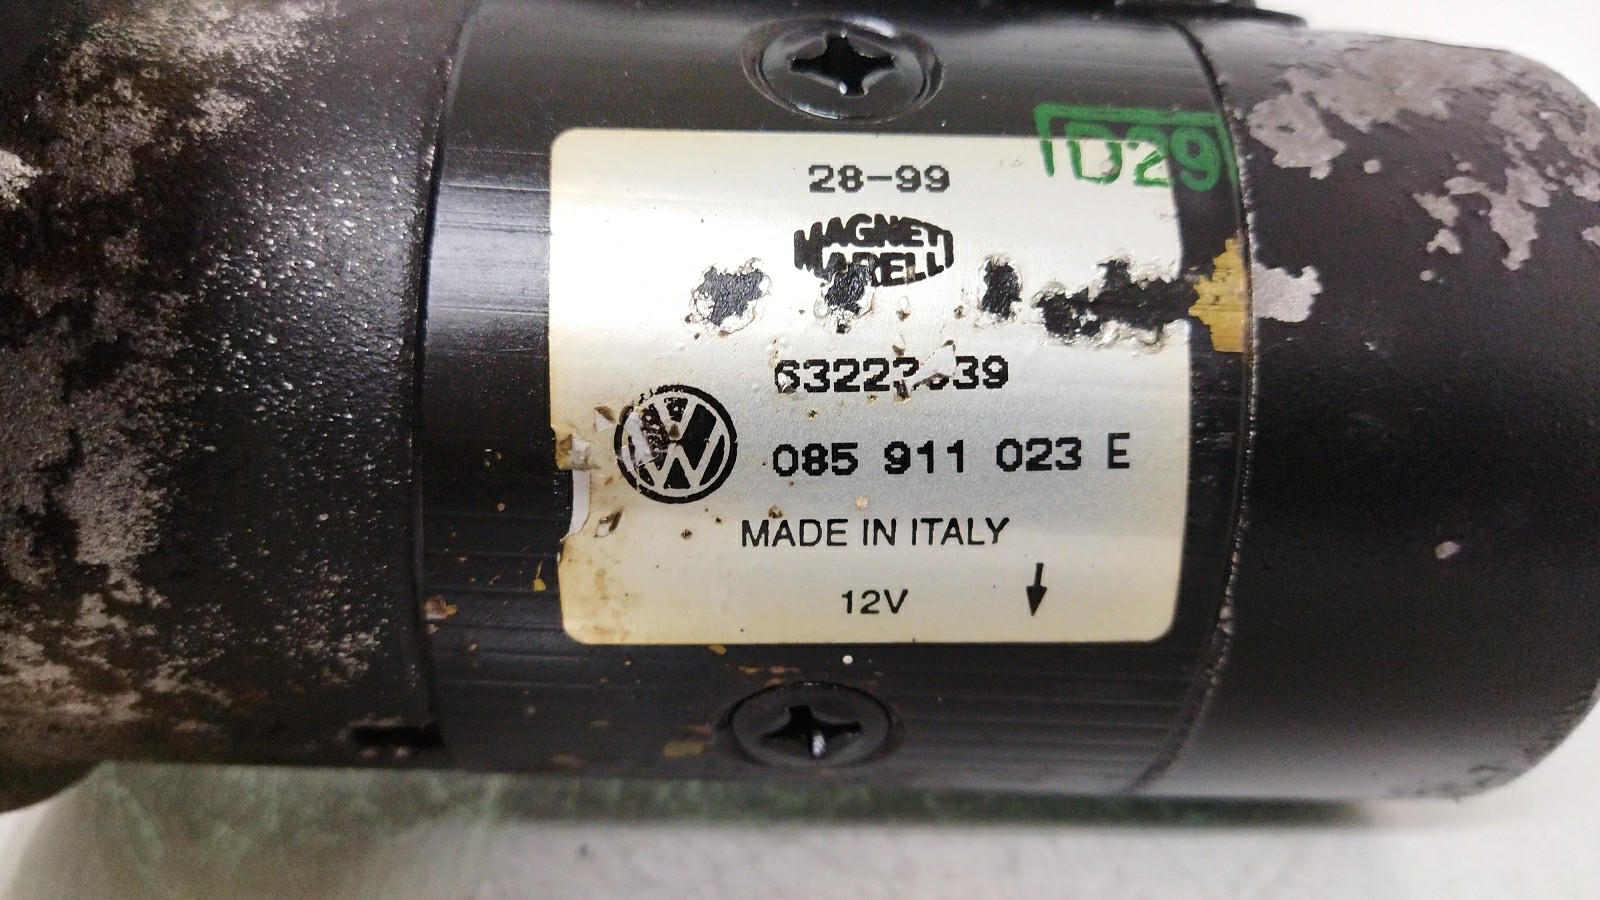 28-99
D29
MAGNETI
MARELLI
085 911 023 E
MADE IN ITALY
12V